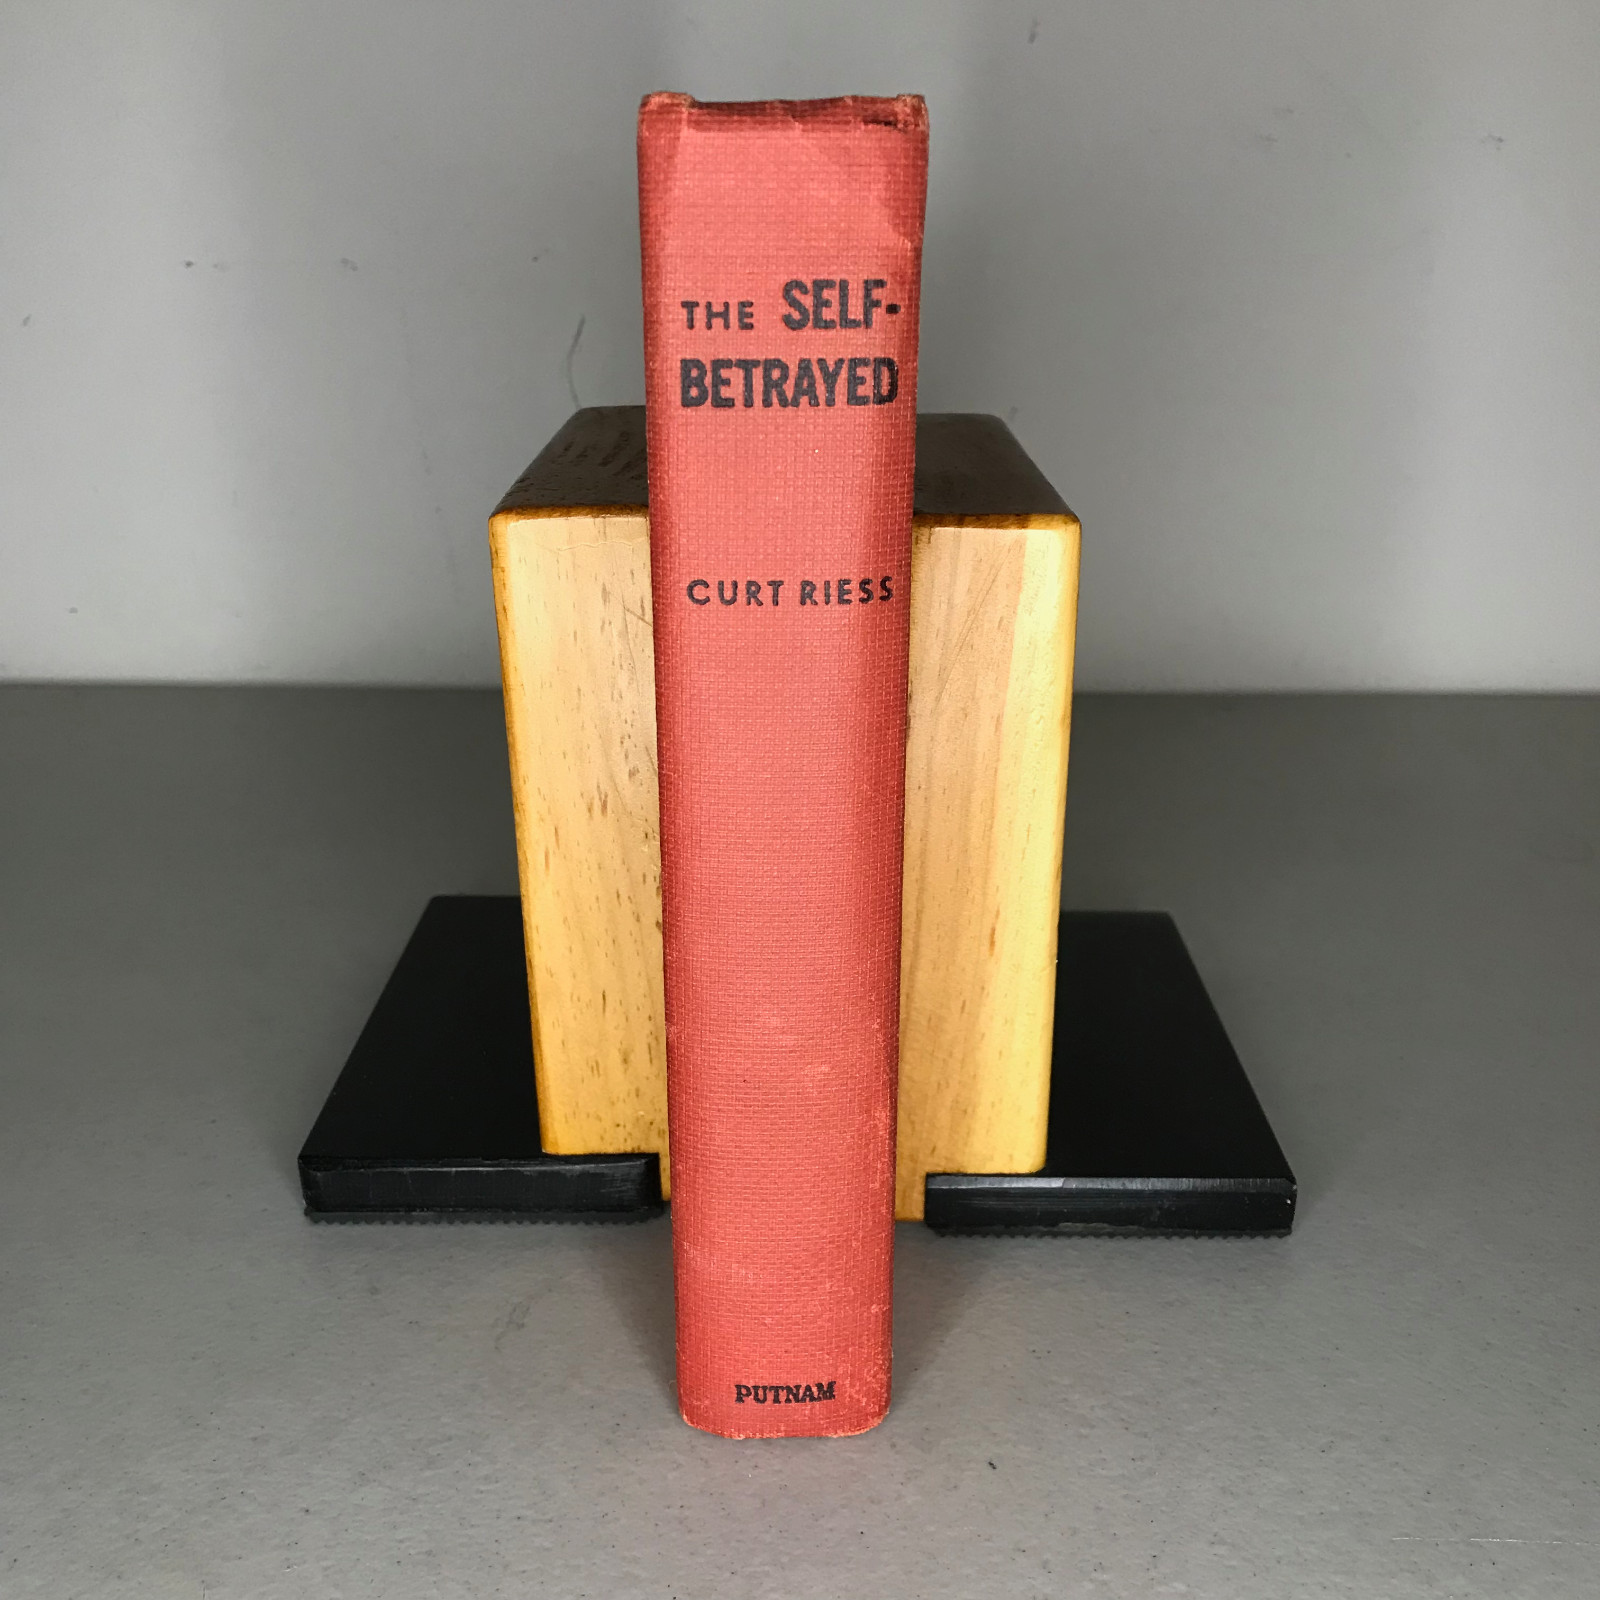 THE SELF-
BETRAYED
CURT RIESS
PUTNAM